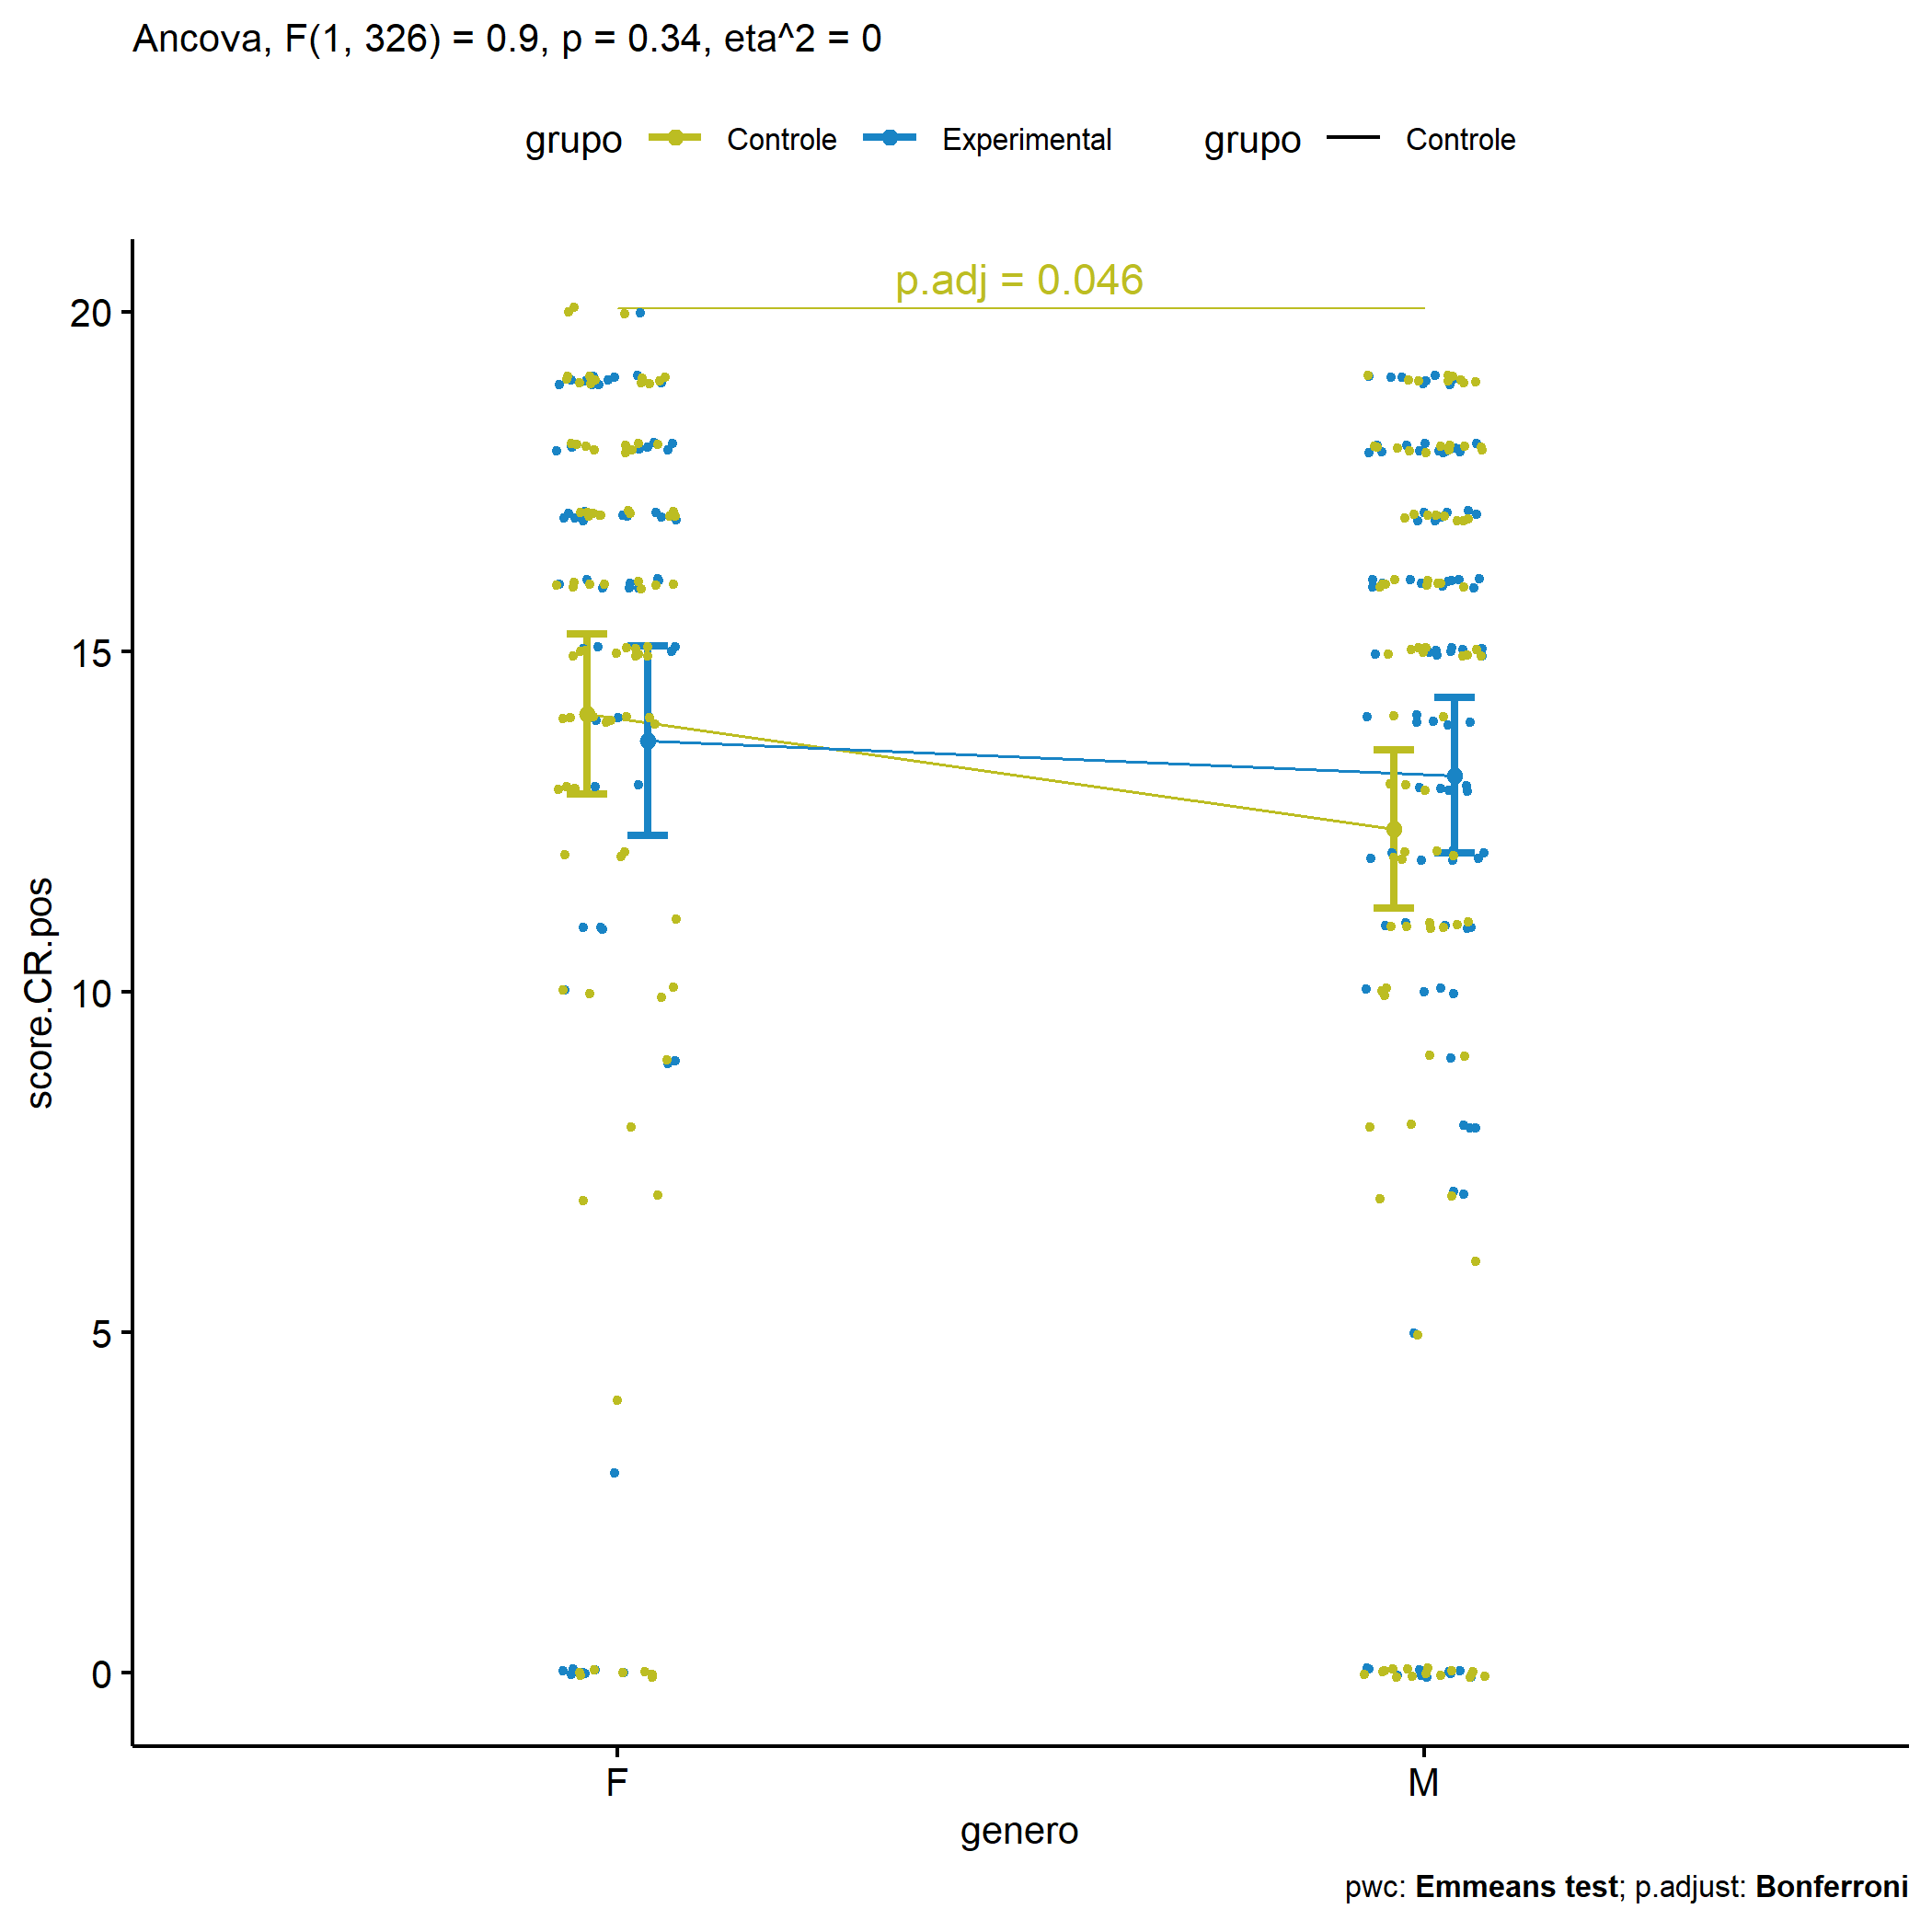 Ancova, F(1, 326) = 0.9, p = 0.34, eta^2 = 0
grupo Controle Experimental grupo Controle
p.adj = 0.046
20
15
10
5
0
score.CR.pos
F M
genero
pwc: Emmeans test; p.adjust: Bonferroni